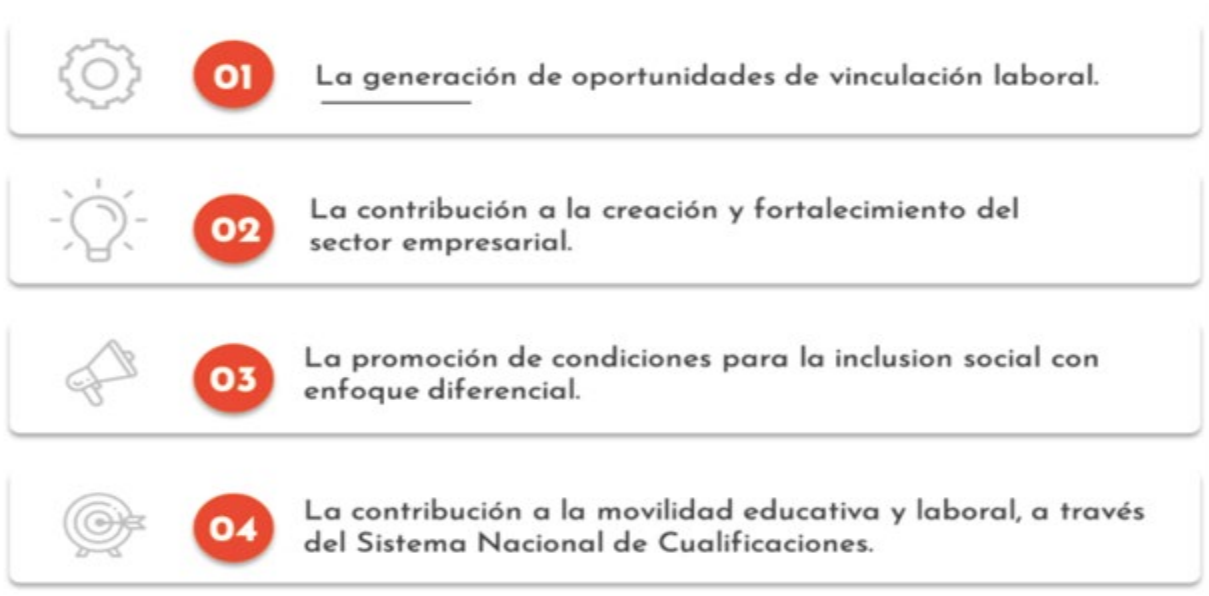 01
La generación de oportunidades de vinculación laboral.
02
La contribución a la creación y fortalecimiento del
sector empresarial.
03
La promoción de condiciones para la inclusion social con
enfoque diferencial.
04
La contribución a la movilidad educativa y laboral, a través
del Sistema Nacional de Cualificaciones.